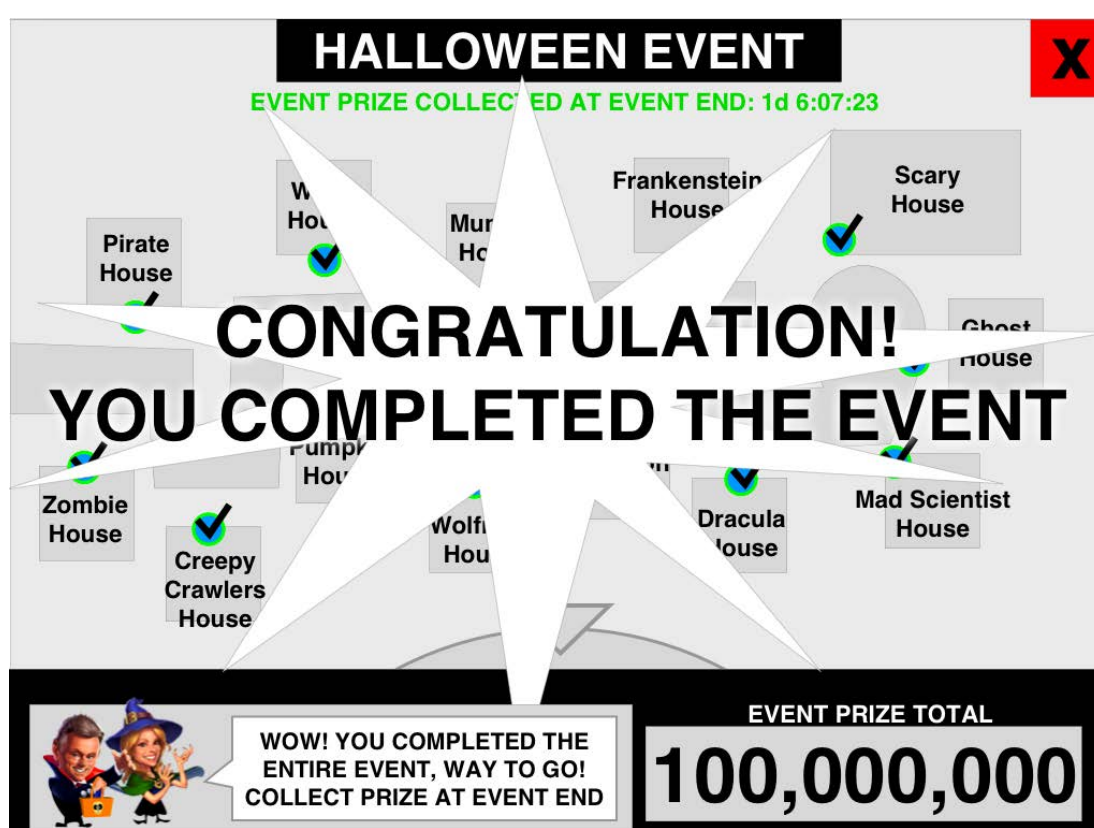 HALLOWEEN EVENT
X
EVENT PRIZE COLLECTED AT EVENT END: 1d 6:07:23
Frankenstein
House
Scary
House
Pirate
House
Ghost
House
CONGRATULATION!
YOU COMPLETED THE EVENT
Zombie
House
Creepy
Crawlers
House
Dracula
House
Mad Scientist
House
WOW! YOU COMPLETED THE
ENTIRE EVENT, WAY TO GO!
COLLECT PRIZE AT EVENT END
EVENT PRIZE TOTAL
100,000,000